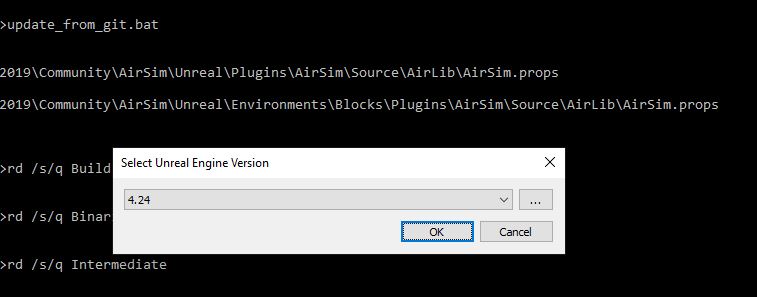 >update_from_git.bat
2019\Community\AirSim\Unreal\Plugins\AirSim\Source\AirLib\AirSim.props
2019\Community\AirSim\Unreal\Environments\Blocks\Plugins\AirSim\Source\AirLib\AirSim.props
Select Unreal Engine Version
>rd /s/q Build
4.24
...
>rd /s/q Binar
OK
Cancel
>rd /s/q Intermediate